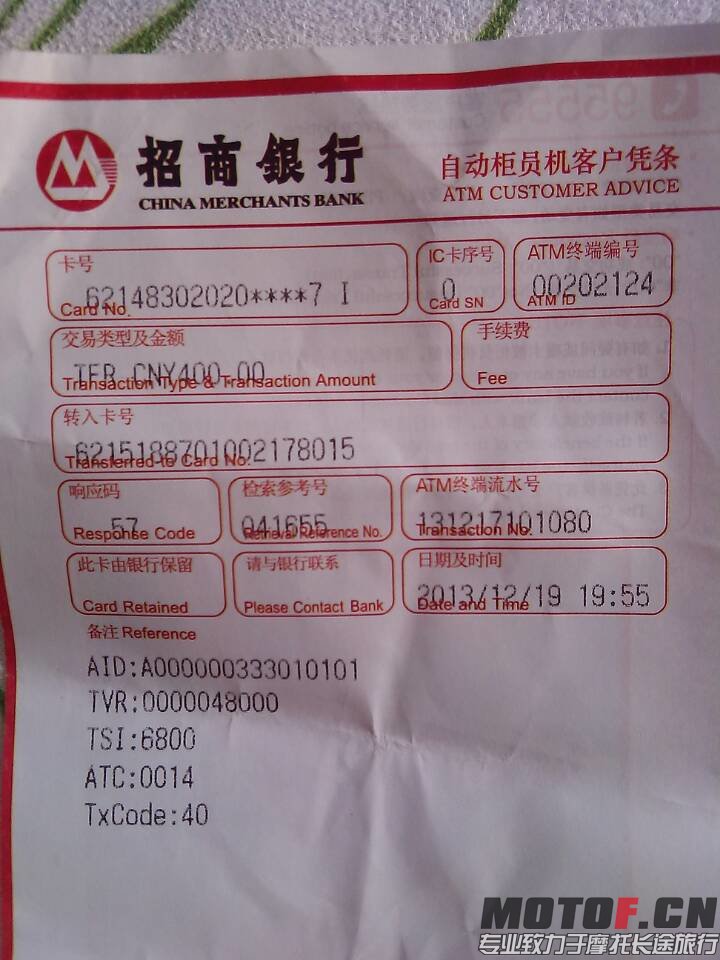 招商银行
CHINA MERCHANTS BANK
自动柜员机客户凭条
ATM CUSTOMER ADVICE
卡号
62148302020****7 I
Card No.
IC卡序号
0
Card SN
ATM终端编号
00202124
ATM ID
交易类型及金额
TFR CNY400.00
Transaction Type & Transaction Amount
手续费
Fee
转入卡号
6215188701002178015
Transferred to Card No.
响应码
57
Response Code
检索参考号
041655
Retrieval Reference No.
ATM终端流水号
131217101080
Transaction No.
此卡由银行保留
Card Retained
请与银行联系
Please Contact Bank
日期及时间
2013/12/19 19:55
Date and Time
备注 Reference
AID:A000000333010101
TVR:0000048000
TSI:6800
ATC:0014
TxCode:40
MOTOF.CN
专业致力于摩托长途旅行